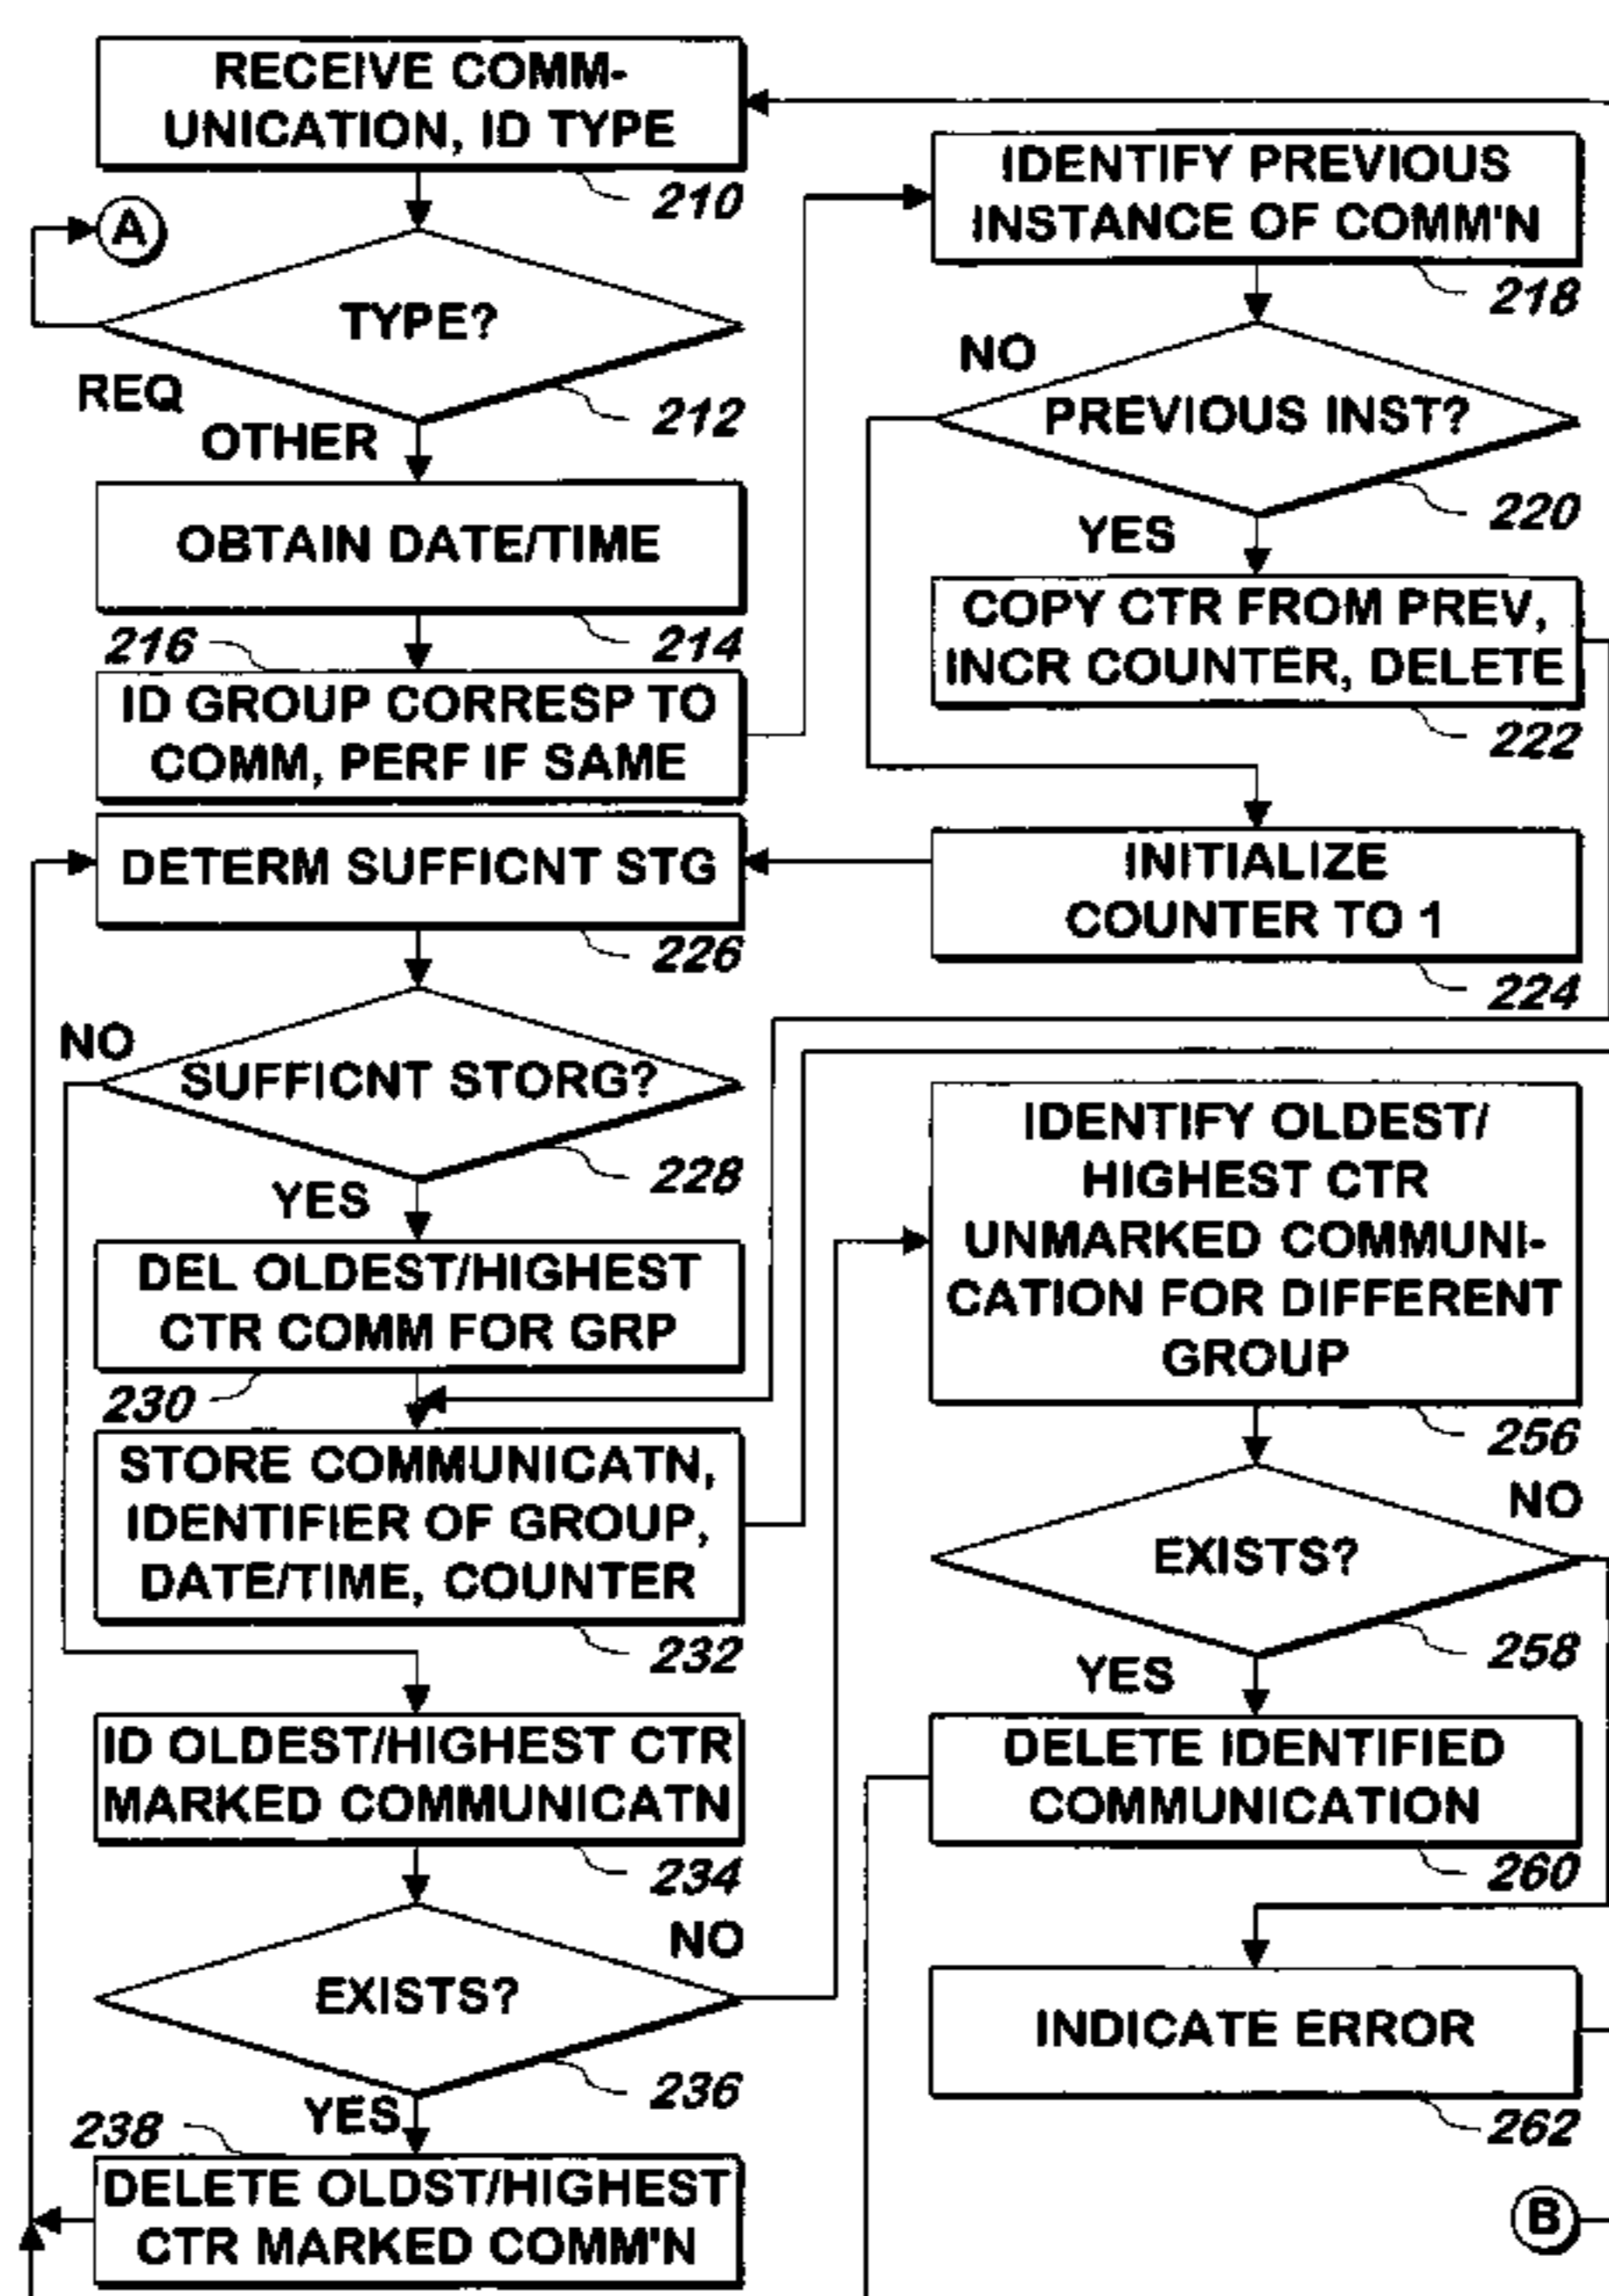 RECEIVE COMM-
UNICATION, ID TYPE
210
A
TYPE?
REQ
212
OTHER
OBTAIN DATE/TIME
214
216
ID GROUP CORRESP TO
COMM, PERF IF SAME
IDENTIFY PREVIOUS
INSTANCE OF COMM'N
218
NO
PREVIOUS INST?
220
YES
COPY CTR FROM PREV,
INCR COUNTER, DELETE
222
INITIALIZE
COUNTER TO 1
224
DETERM SUFFICNT STG
226
NO
SUFFICNT STORG?
228
YES
DEL OLDEST/HIGHEST
CTR COMM FOR GRP
230
STORE COMMUNICATN,
IDENTIFIER OF GROUP,
DATE/TIME, COUNTER
232
ID OLDEST/HIGHEST CTR
MARKED COMMUNICATN
234
NO
EXISTS?
236
YES
238
DELETE OLDST/HIGHEST
CTR MARKED COMM'N
IDENTIFY OLDEST/
HIGHEST CTR
UNMARKED COMMUNI-
CATION FOR DIFFERENT
GROUP
256
NO
EXISTS?
258
YES
DELETE IDENTIFIED
COMMUNICATION
260
INDICATE ERROR
262
B